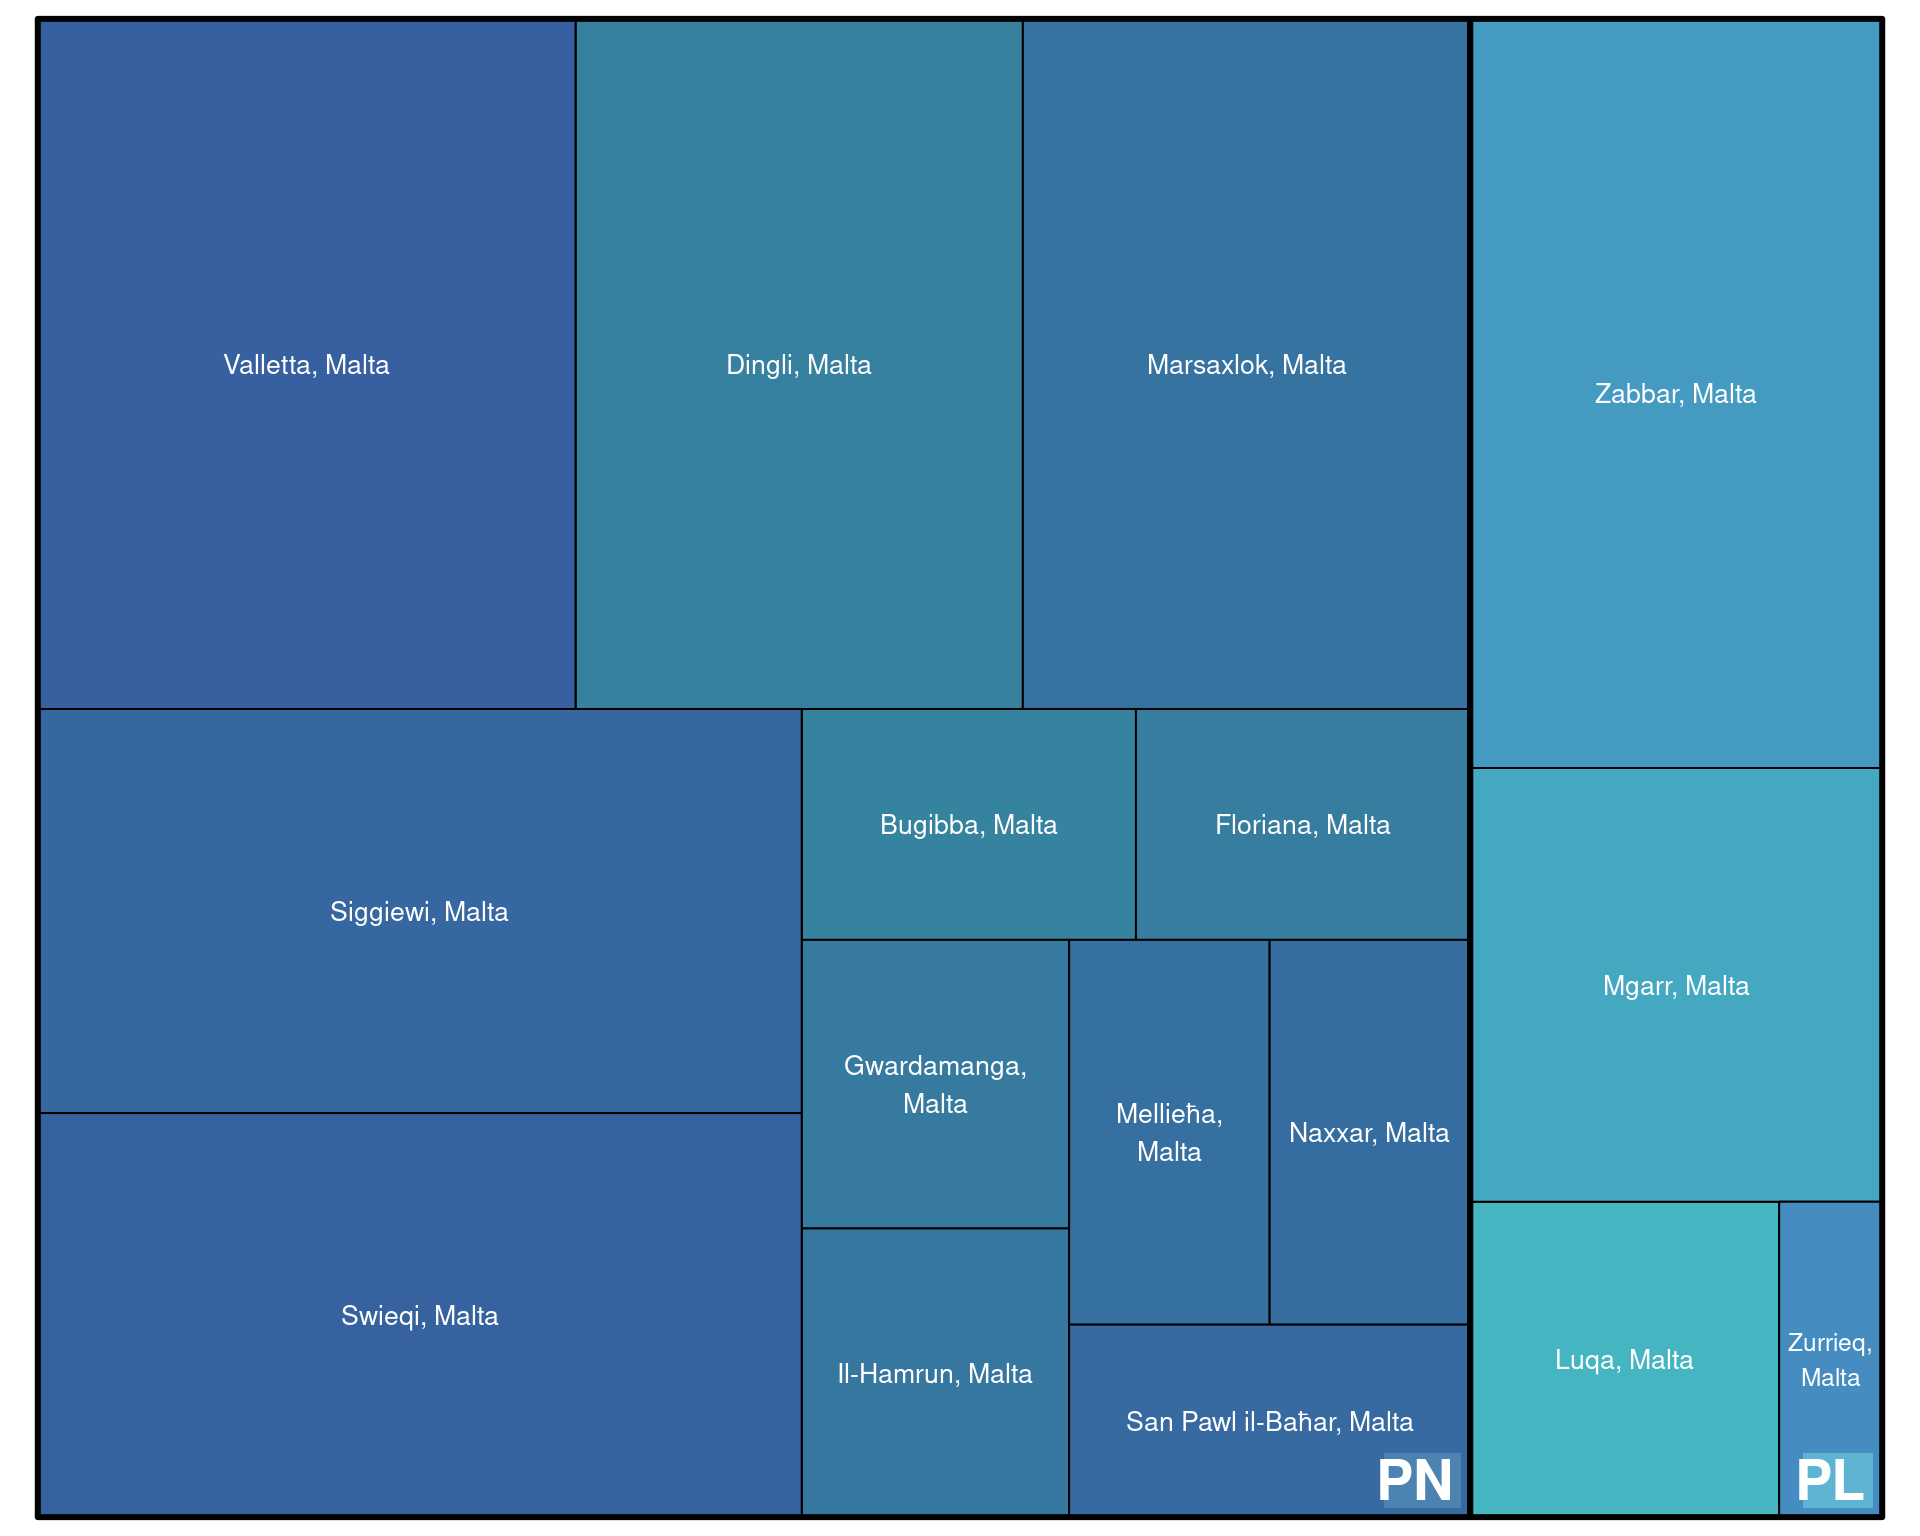 Valletta, Malta
Dingli, Malta
Marsaxlok, Malta
Zabbar, Malta
Siggiewi, Malta
Bugibba, Malta
Floriana, Malta
Mgarr, Malta
Gwardamanga,
Malta
Mellieħa,
Malta
Naxxar, Malta
Swieqi, Malta
Il-Hamrun, Malta
San Pawl il-Baħar, Malta
Luqa, Malta
Zurrieq,
Malta
PN
PL